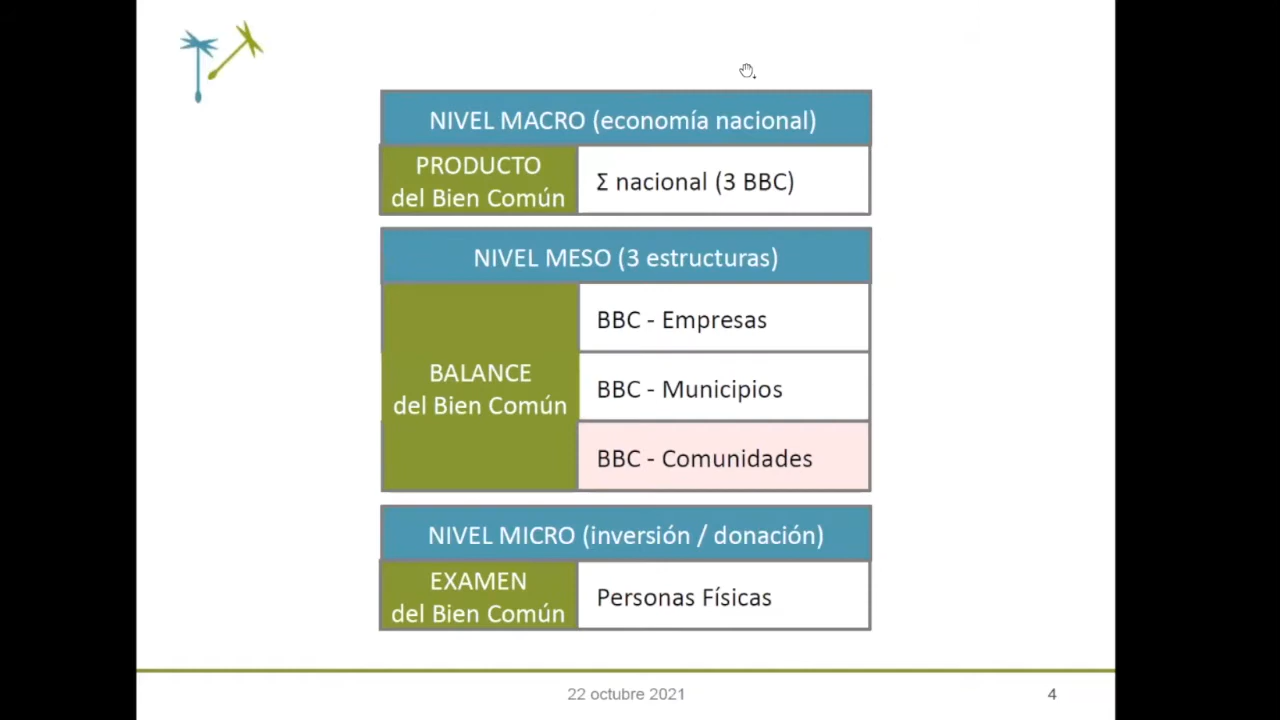 NIVEL MACRO (economía nacional)
PRODUCTO
del Bien Común
Σ nacional (3 BBC)
NIVEL MESO (3 estructuras)
BALANCE
del Bien Común
BBC - Empresas
BBC - Municipios
BBC - Comunidades
NIVEL MICRO (inversión / donación)
EXAMEN
del Bien Común
Personas Físicas
22 octubre 2021
4